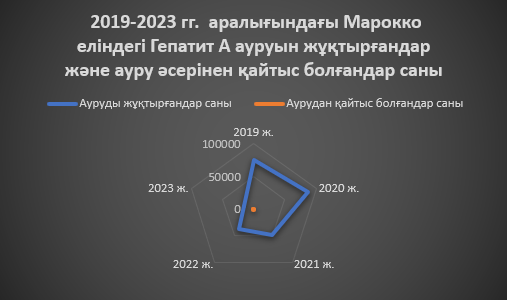 2019-2023 гг. аралығындағы Марокко
еліндегі Гепатит А ауруын жұқтырғандар
және ауру әсерінен қайтыс болғандар саны
Ауруды жұқтырғандар саны Аурудан қайтыс болғандар саны
2019 ж.
100000
50000
0
2023 ж.
2020 ж.
2022 ж.
2021 ж.